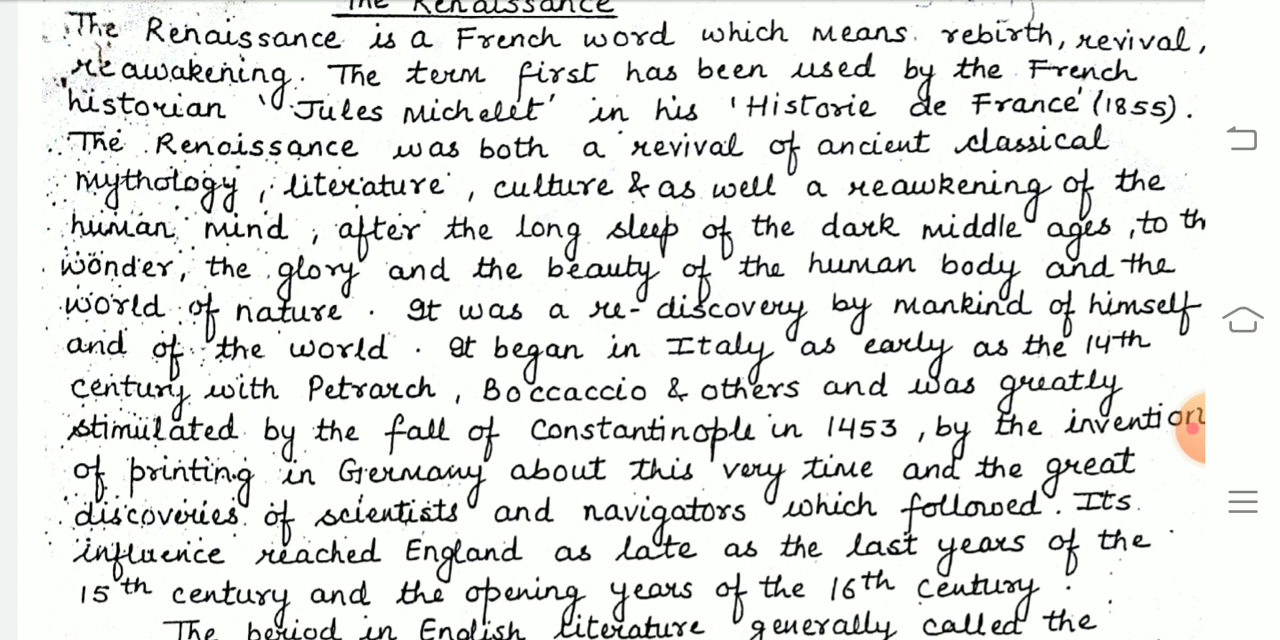 The Renaissance
The Renaissance is a French word which means rebirth, revival,
reawakening. The term first has been used by the French
historian 'Jules Michelet' in his 'Historie de France' (1855).
The Renaissance was both a revival of ancient classical
mythology, literature, culture & as well a reawkening of the
human mind, after the long sleep of the dark middle ages, to th
wonder, the glory and the beauty of the human body and the
world of nature. It was a re-discovery by mankind of himself
and of the world. It began in Italy as early as the 14th
century with Petrarch, Boccaccio & others and was greatly
stimulated by the fall of Constantinople in 1453, by the invention
of printing in Germany about this very time and the great
discoveries of scientists and navigators which followed. Its
influence reached England as late as the last years of the
15th century and the opening years of the 16th century.
The period in English literature generally called the